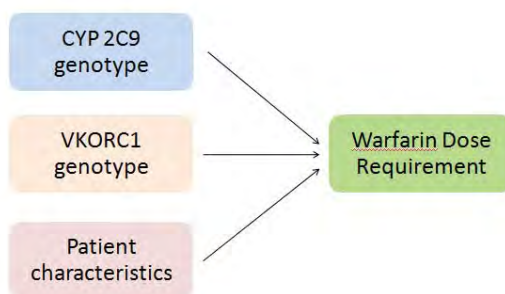 CYP 2C9
genotype
VKORC1
genotype
Warfarin Dose
Requirement
Patient
characteristics